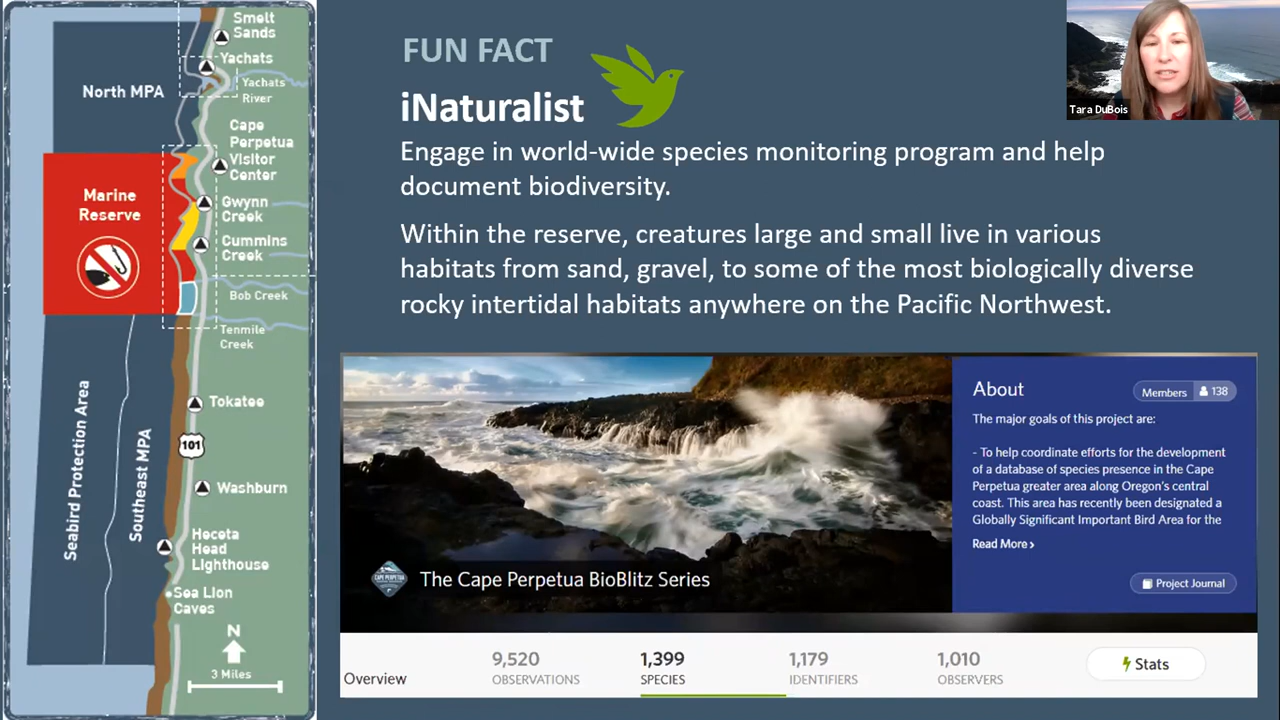 Smelt
Sands
Yachats
Yachats
River
North MPA
Cape
Perpetua
Visitor
Center
Marine
Reserve
Gwynn
Creek
Cummins
Creek
Bob Creek
Tenmile
Creek
Tokatee
101
Seabird Protection Area
Southeast MPA
Washburn
Heceta
Head
Lighthouse
Sea Lion
Caves
N
3 Miles
FUN FACT
iNaturalist
Engage in world-wide species monitoring program and help
document biodiversity.
Within the reserve, creatures large and small live in various
habitats from sand, gravel, to some of the most biologically diverse
rocky intertidal habitats anywhere on the Pacific Northwest.
Tara DuBois
CAPE PERPETUA
The Cape Perpetua BioBlitz Series
About
Members 138
The major goals of this project are:
- To help coordinate efforts for the development
of a database of species presence in the Cape
Perpetua greater area along Oregon's central
coast. This area has recently been designated a
Globally Significant Important Bird Area for the
Read More ›
Project Journal
Overview
9,520
OBSERVATIONS
1,399
SPECIES
1,179
IDENTIFIERS
1,010
OBSERVERS
Stats